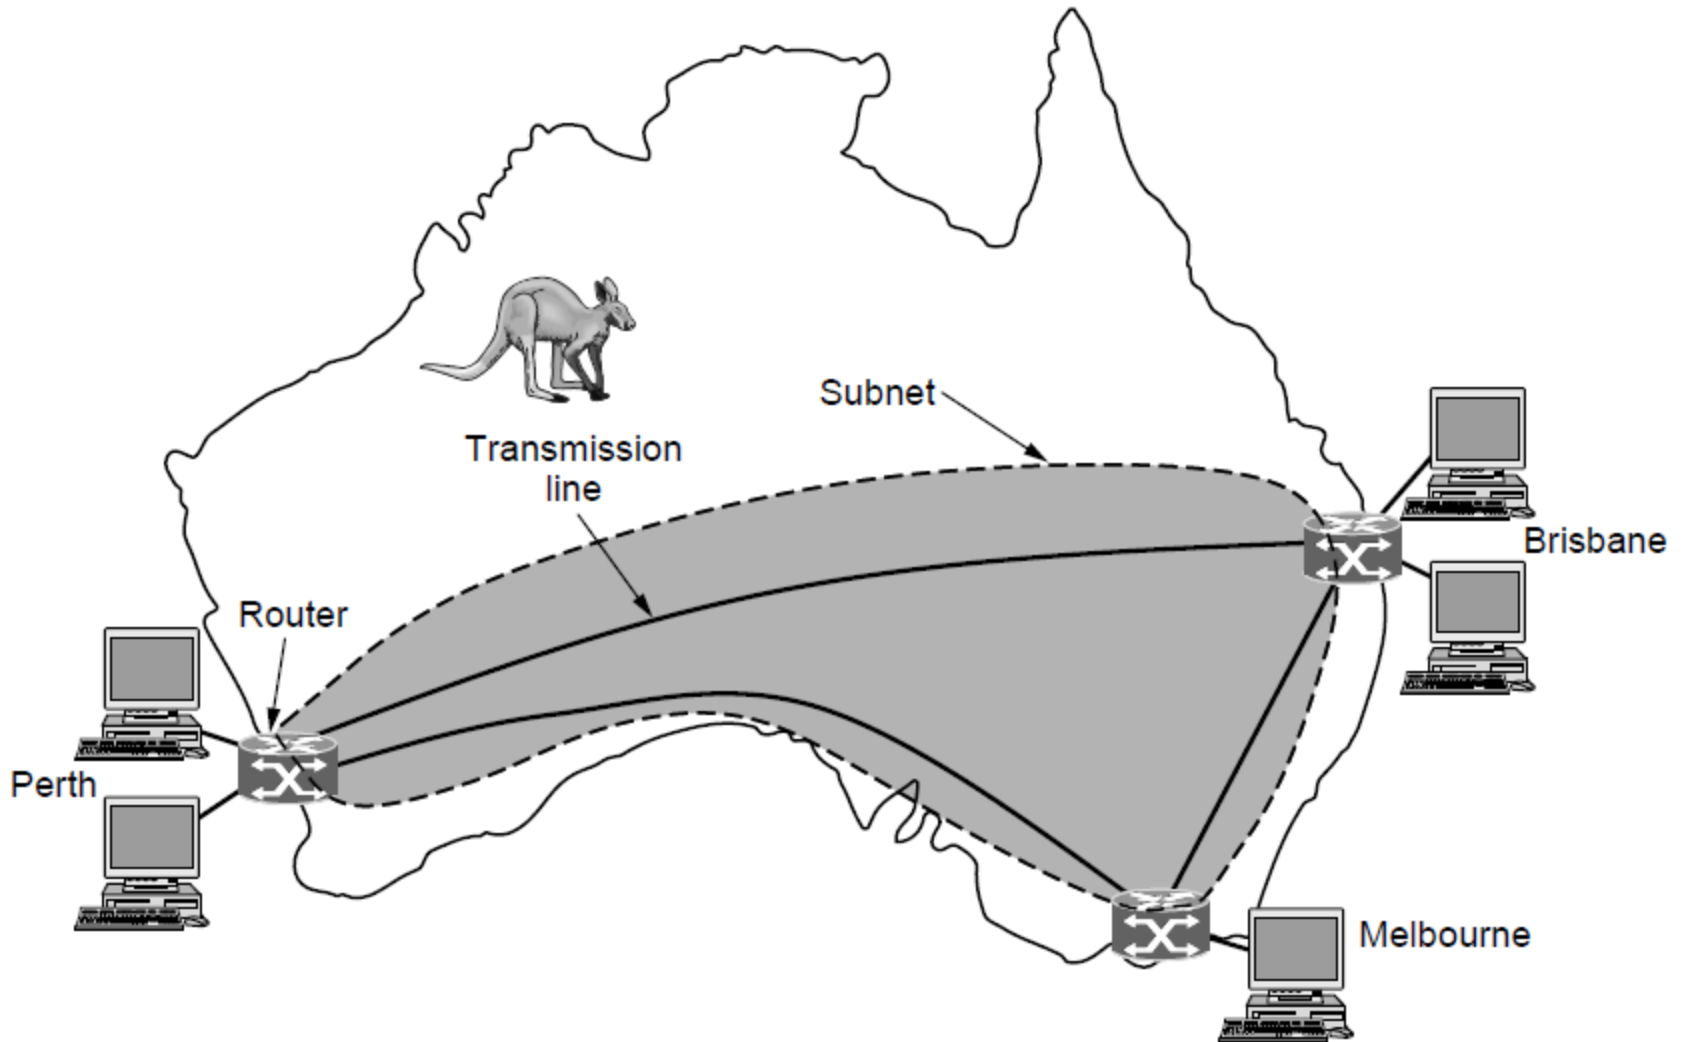 Subnet
Transmission
line
Brisbane
Router
Perth
Melbourne